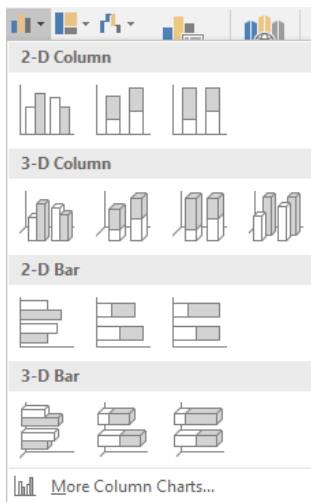 2-D Column
3-D Column
2-D Bar
3-D Bar
More Column Charts...